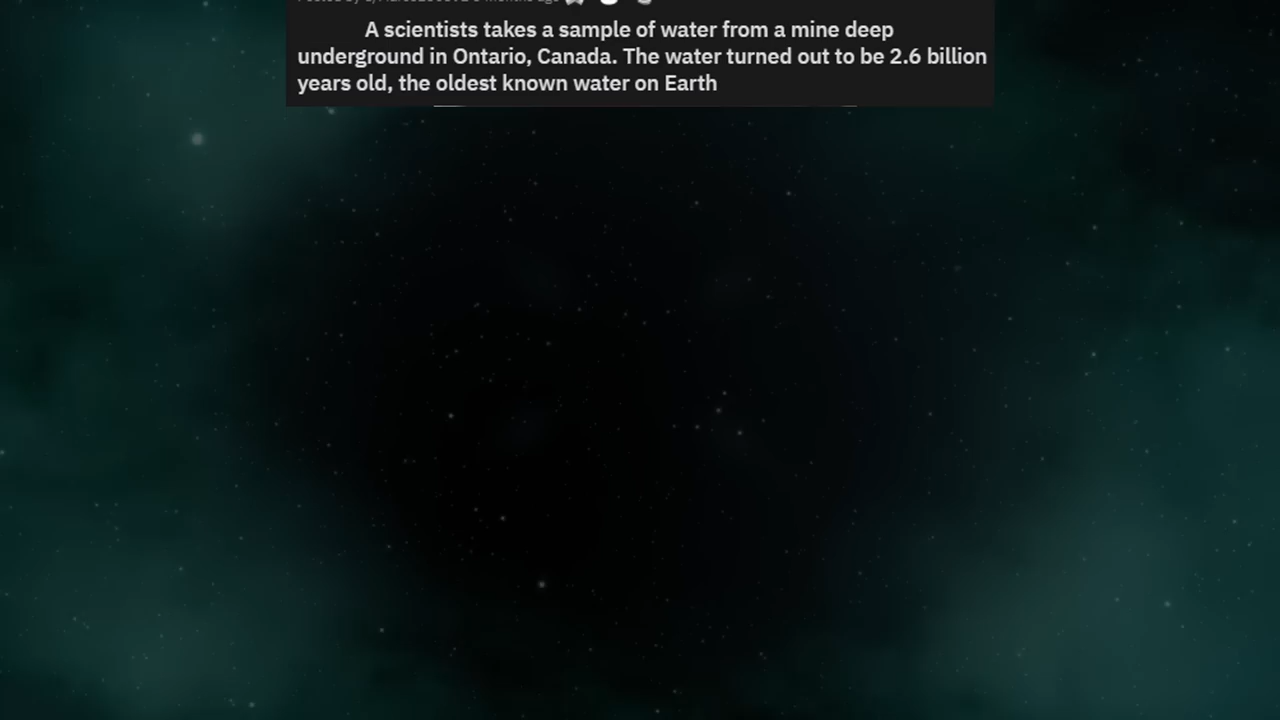 A scientists takes a sample of water from a mine deep
underground in Ontario, Canada. The water turned out to be 2.6 billion
years old, the oldest known water on Earth